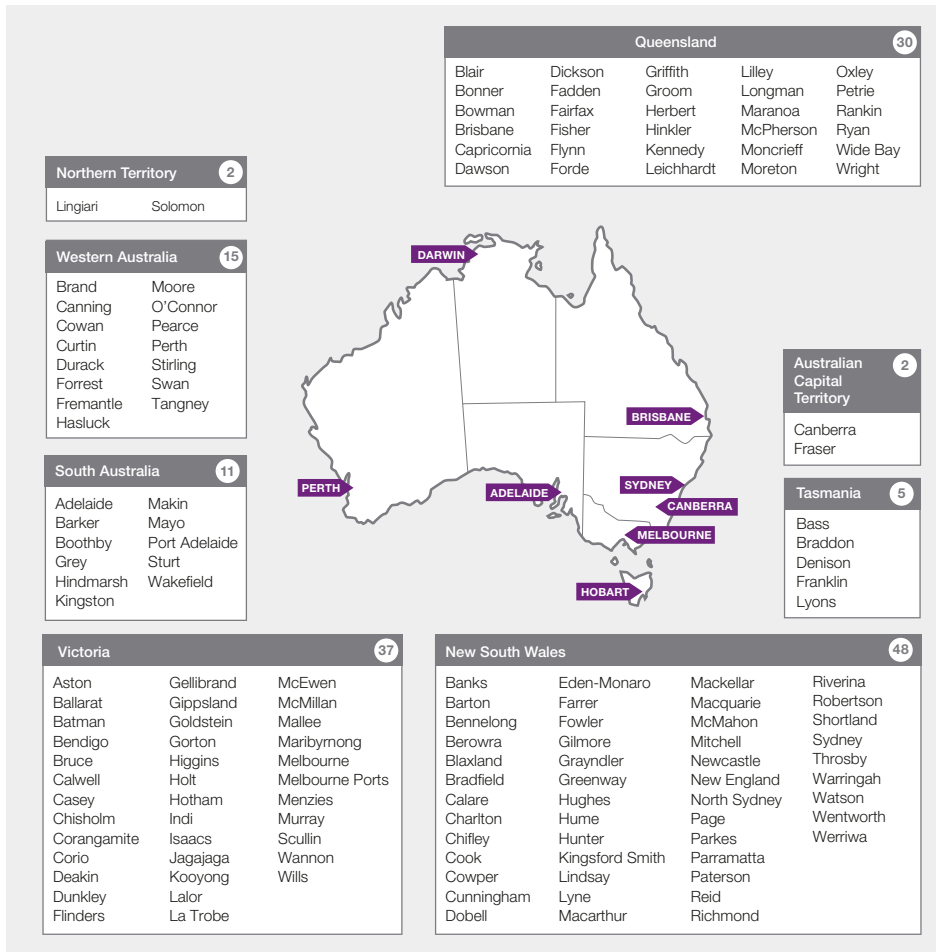 Queensland 30
Blair Dickson Griffith Lilley Oxley
Bonner Fadden Groom Longman Petrie
Bowman Fairfax Herbert Maranoa Rankin
Brisbane Fisher Hinkler McPherson Ryan
Capricornia Flynn Kennedy Moncrieff Wide Bay
Dawson Forde Leichhardt Moreton Wright
Northern Territory 2
Lingiari Solomon
Western Australia 15
Brand Moore
Canning O’Connor
Cowan Pearce
Curtin Perth
Durack Stirling
Forrest Swan
Fremantle Tangney
Hasluck
DARWIN
BRISBANE
PERTH
ADELAIDE
SYDNEY
CANBERRA
MELBOURNE
HOBART
Australian 2
Capital
Territory
Canberra
Fraser
South Australia 11
Adelaide Makin
Barker Mayo
Boothby Port Adelaide
Grey Sturt
Hindmarsh Wakefield
Kingston
Tasmania 5
Bass
Braddon
Denison
Franklin
Lyons
Victoria 37
Aston Gellibrand McEwen
Ballarat Gippsland McMillan
Batman Goldstein Mallee
Bendigo Gorton Maribyrnong
Bruce Higgins Melbourne
Calwell Holt Melbourne Ports
Casey Hotham Menzies
Chisholm Indi Murray
Corangamite Isaacs Scullin
Corio Jagajaga Wannon
Deakin Kooyong Wills
Dunkley Lalor
Flinders La Trobe
New South Wales 48
Banks Eden-Monaro Mackellar Riverina
Barton Farrer Macquarie Robertson
Bennelong Fowler McMahon Shortland
Berowra Gilmore Mitchell Sydney
Blaxland Grayndler Newcastle Throsby
Bradfield Greenway New England Warringah
Calare Hughes North Sydney Watson
Charlton Hume Page Wentworth
Chifley Hunter Parkes Werriwa
Cook Kingsford Smith Parramatta
Cowper Lindsay Paterson
Cunningham Lyne Reid
Dobell Macarthur Richmond